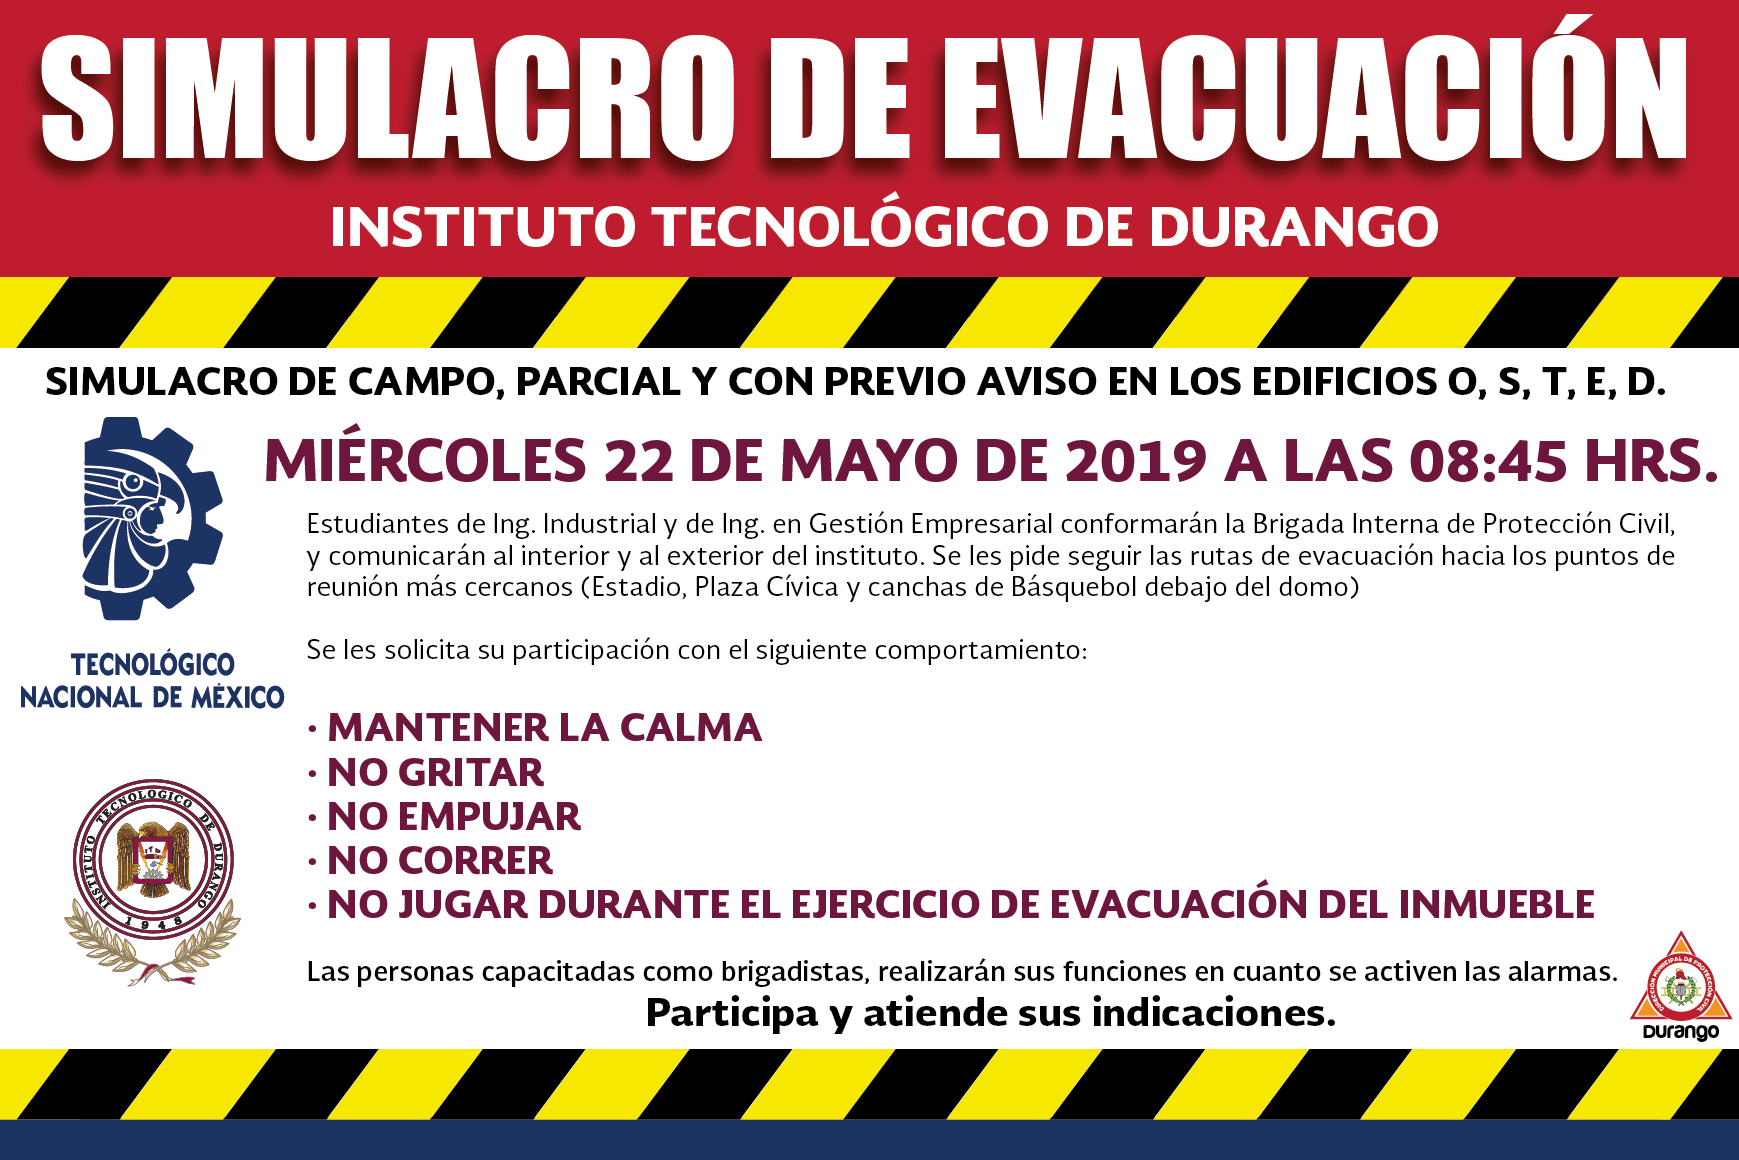 SIMULACRO DE EVACUACIÓN
INSTITUTO TECNOLÓGICO DE DURANGO
SIMULACRO DE CAMPO, PARCIAL Y CON PREVIO AVISO EN LOS EDIFICIOS O, S, T, E, D.
MIÉRCOLES 22 DE MAYO DE 2019 A LAS 08:45 HRS.
Estudiantes de Ing. Industrial y de Ing. en Gestión Empresarial conformarán la Brigada Interna de Protección Civil,
y comunicarán al interior y al exterior del instituto. Se les pide seguir las rutas de evacuación hacia los puntos de
reunión más cercanos (Estadio, Plaza Cívica y canchas de Básquebol debajo del domo)
Se les solicita su participación con el siguiente comportamiento:
TECNOLÓGICO
NACIONAL DE MÉXICO
· MANTENER LA CALMA
· NO GRITAR
· NO EMPUJAR
· NO CORRER
· NO JUGAR DURANTE EL EJERCICIO DE EVACUACIÓN DEL INMUEBLE
INSTITUTO TECNOLOGICO DE DURANGO
1948
Las personas capacitadas como brigadistas, realizarán sus funciones en cuanto se activen las alarmas.
Participa y atiende sus indicaciones.
DIRECCIÓN MUNICIPAL DE PROTECCIÓN CIVIL
Durango